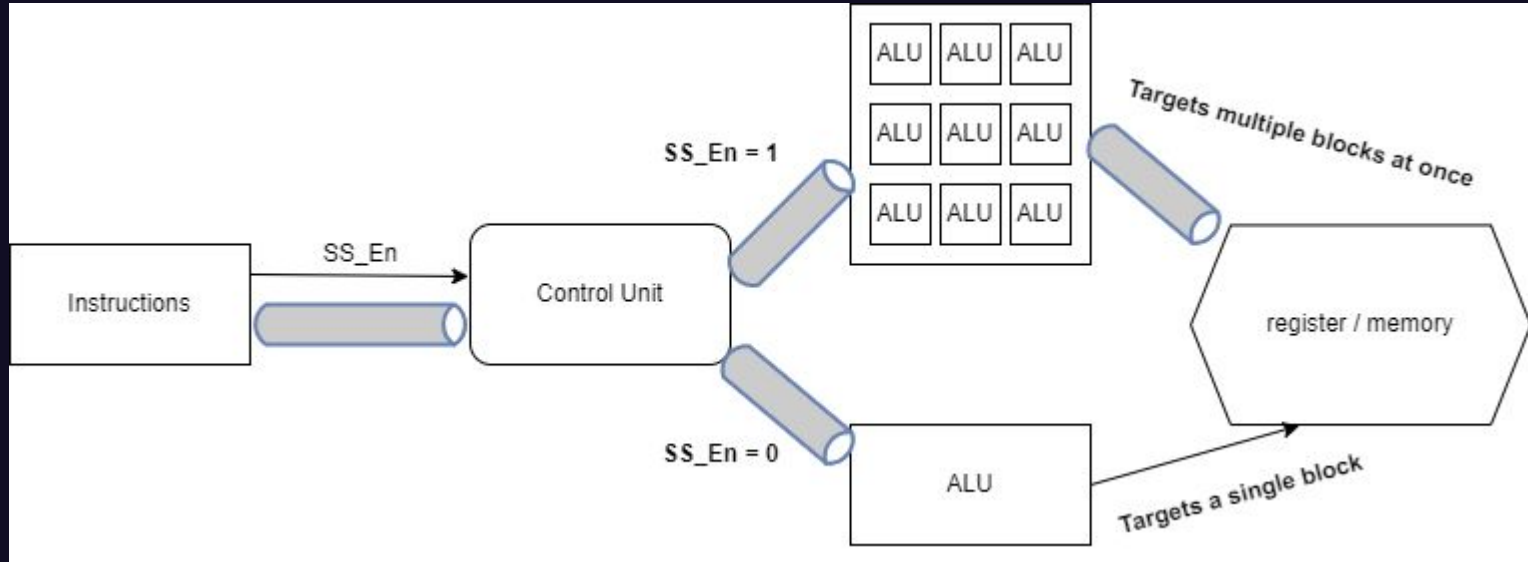 ALU ALU ALU
ALU ALU ALU
ALU ALU ALU
Targets multiple blocks at once
SS_En = 1
SS_En
Instructions
Control Unit
register / memory
SS_En = 0
ALU
Targets a single block